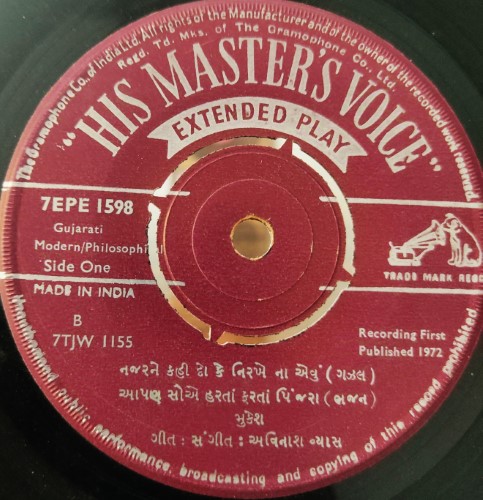 The Gramophone Co. of India Ltd. All rights of the Manufacturer and of the owner of the recorded work reserved.
Regd. Td. Mks. of The Gramophone Co., Ltd.
"HIS MASTER'S VOICE"
EXTENDED PLAY
7EPE 1598
Gujarati
Modern/Philosophical
Side One
MADE IN INDIA
TRADE MARK REGD
B
7TJW 1155
Recording First
Published 1972
નજરને કહી દો કે નિરખે ના એવું (ગઝલ)
આપણ સૌએ હરતાં ફરતાં પિંજરા (ભજન)
મુકેશ
ગીત: સંગીત: અવિનાશ વ્યાસ
Unauthorised public performance, broadcasting and copying of this record prohibited